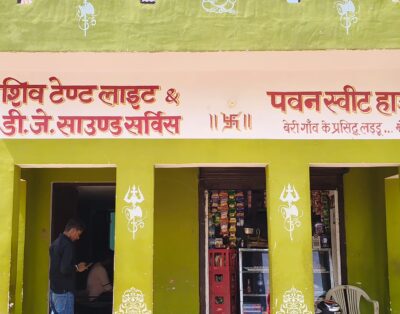 शिव टेण्ट लाइट &
डी.जे. साउण्ड सर्विस
॥ 卐 ॥
पवन स्वीट हा
बेरी गाँव के प्रसिद्ध लड्डू...